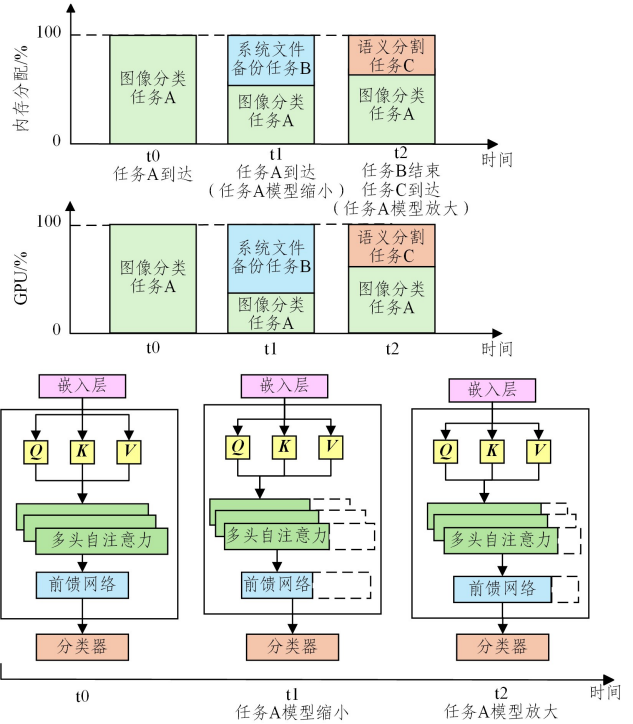 内存分配/%
100
0
图像分类
任务A
系统文件
备份任务B
图像分类
任务A
语义分割
任务C
图像分类
任务A
t0
t1
t2
时间
任务A到达
任务A到达
(任务A模型缩小)
任务B结束
任务C到达
(任务A模型放大)
GPU/%
100
0
图像分类
任务A
系统文件
备份任务B
图像分类
任务A
语义分割
任务C
图像分类
任务A
t0
t1
t2
时间
嵌入层
Q
K
V
多头自注意力
前馈网络
分类器
嵌入层
Q
K
V
多头自注意力
前馈网络
分类器
嵌入层
Q
K
V
多头自注意力
前馈网络
分类器
t0
t1
任务A模型缩小
t2
任务A模型放大
时间